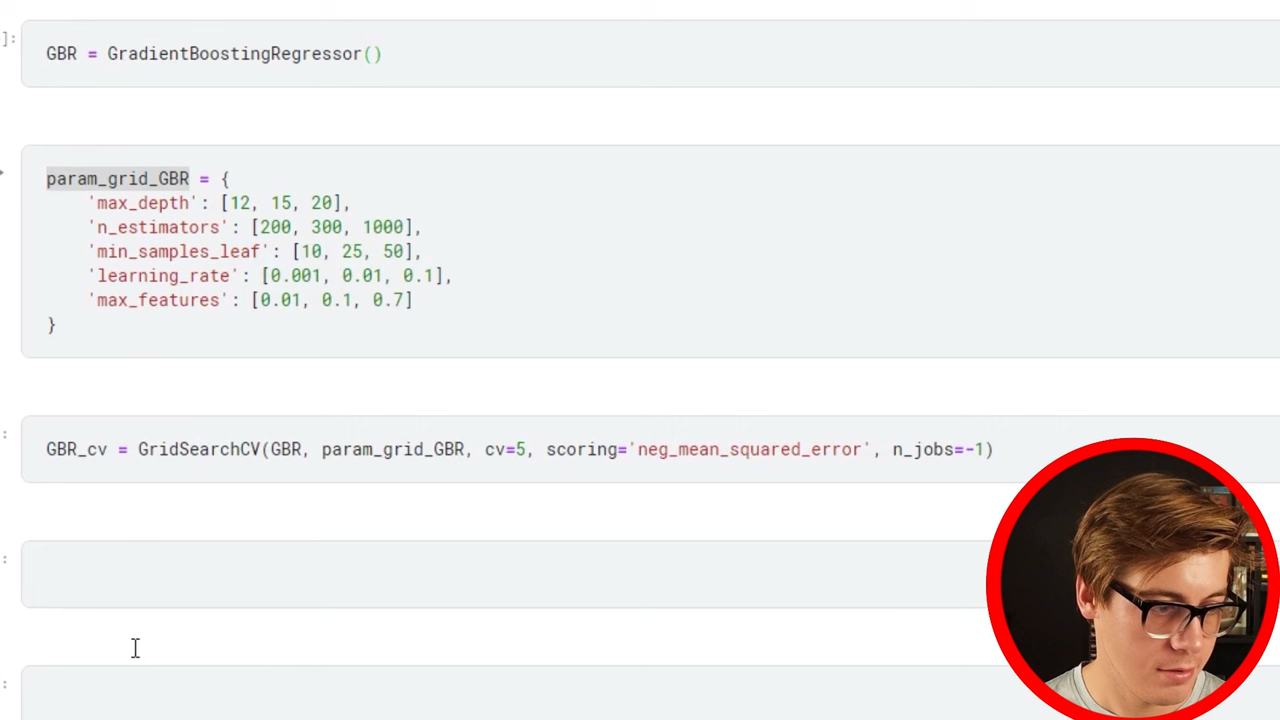 ]:
GBR = GradientBoostingRegressor()
param_grid_GBR = {
'max_depth': [12, 15, 20],
'n_estimators': [200, 300, 1000],
'min_samples_leaf': [10, 25, 50],
'learning_rate': [0.001, 0.01, 0.1],
'max_features': [0.01, 0.1, 0.7]
}
:
GBR_cv = GridSearchCV(GBR, param_grid_GBR, cv=5, scoring='neg_mean_squared_error', n_jobs=-1)
:
: